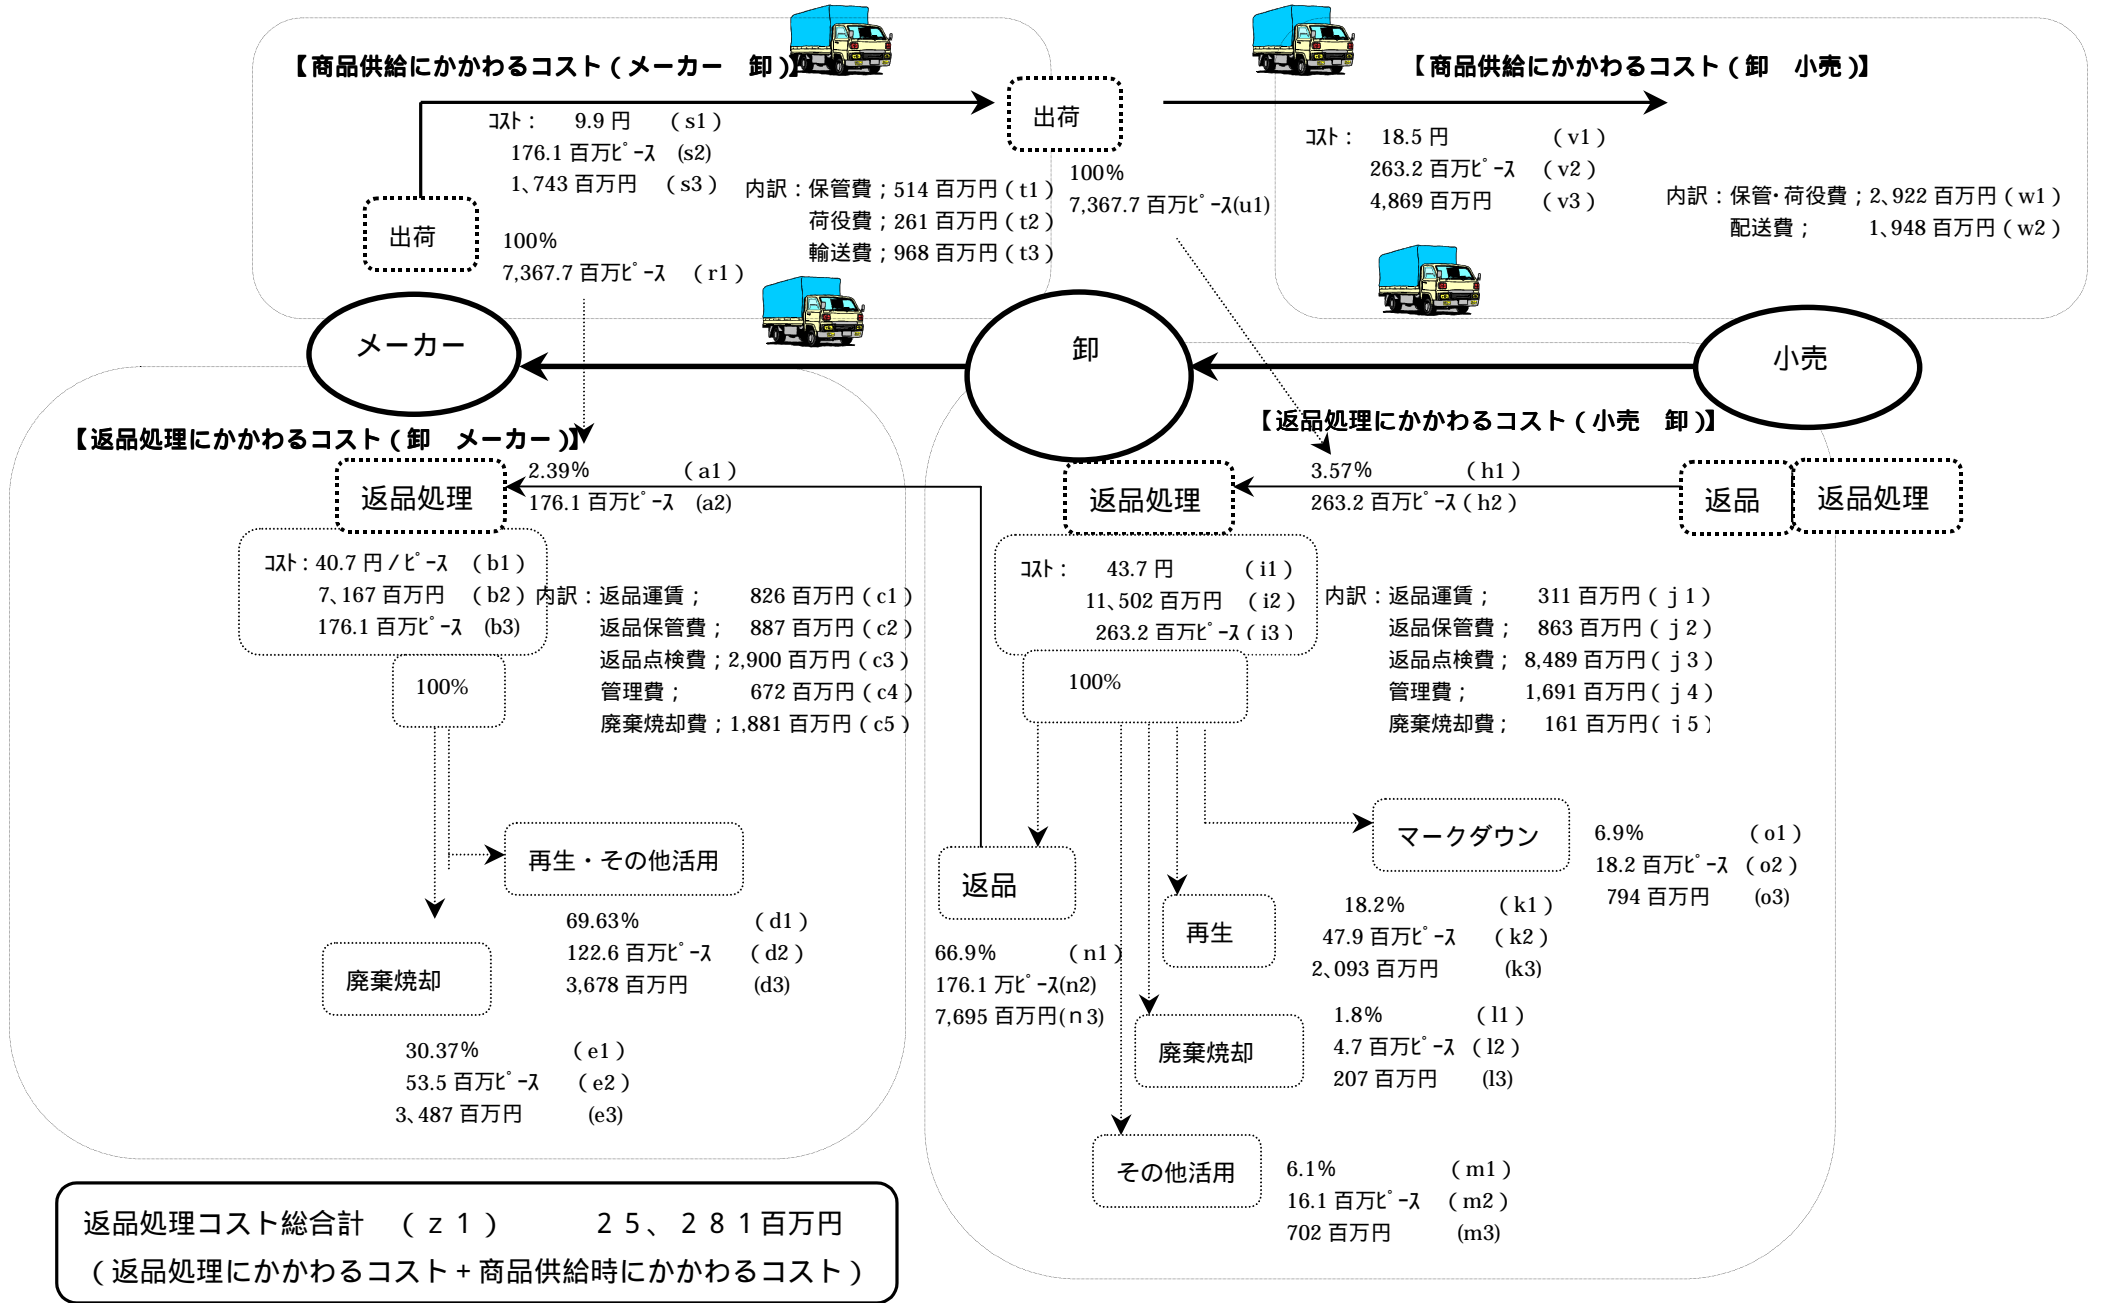 【商品供給にかかわるコスト（メーカー　卸）】
出荷
コスト：　9.9 円　（s1）
176.1 百万ピース　(s2)
1、743 百万円　（s3）
内訳：保管費；514 百万円（t1）
荷役費；261 百万円（t2）
輸送費；968 百万円（t3）
出荷
100%
7,367.7 百万ピース　（r1）
100%
7,367.7 百万ピース(u1)
【商品供給にかかわるコスト（卸　小売）】
コスト：　18.5 円　（v1）
263.2 百万ピース　（v2）
4,869 百万円　（v3）
内訳：保管・荷役費；2、922 百万円（w1）
配送費；　1、948 百万円（w2）
メーカー
卸
小売
【返品処理にかかわるコスト（卸　メーカー）】
返品処理
2.39%　（a1）
176.1 百万ピース　(a2)
コスト：40.7 円／ピース　（b1）
7、167 百万円　（b2）
176.1 百万ピース　(b3)
内訳：返品運賃；　826 百万円（c1）
返品保管費；　887 百万円（c2）
返品点検費；2,900 百万円（c3）
管理費；　672 百万円（c4）
廃棄焼却費；1,881 百万円（c5）
100%
再生・その他活用
69.63%　（d1）
122.6 百万ピース　（d2）
3,678 百万円　(d3)
廃棄焼却
30.37%　（e1）
53.5 百万ピース　（e2）
3、487 百万円　(e3)
【返品処理にかかわるコスト（小売　卸）】
返品処理
3.57%　（h1）
263.2 百万ピース（h2）
返品
返品処理
コスト：　43.7 円　（i1）
11、502 百万円　（i2）
263.2 百万ピース（i3）
内訳：返品運賃；　311 百万円（ｊ1）
返品保管費；　863 百万円（ｊ2）
返品点検費；8,489 百万円（ｊ3）
管理費；　1,691 百万円（ｊ4）
廃棄焼却費；　161 百万円（ｊ5）
100%
マークダウン
6.9%　（o1）
18.2 百万ピース　（o2）
794 百万円　(o3)
返品
66.9%　（n1）
176.1 万ピース(n2)
7,695 百万円(ｎ3)
再生
18.2%　（k1）
47.9 百万ピース　（k2）
2、093 百万円　(k3)
廃棄焼却
1.8%　（l1）
4.7 百万ピース　（l2）
207 百万円　(l3)
その他活用
6.1%　（m1）
16.1 百万ピース　（m2）
702 百万円　(m3)
返品処理コスト総合計　（ｚ１）　２５、２８１百万円
（返品処理にかかわるコスト＋商品供給時にかかわるコスト）